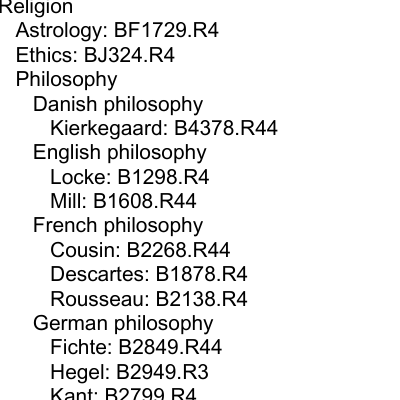 Religion
Astrology: BF1729.R4
Ethics: BJ324.R4
Philosophy
Danish philosophy
Kierkegaard: B4378.R44
English philosophy
Locke: B1298.R4
Mill: B1608.R44
French philosophy
Cousin: B2268.R44
Descartes: B1878.R4
Rousseau: B2138.R4
German philosophy
Fichte: B2849.R44
Hegel: B2949.R3
Kant: B2799.R4